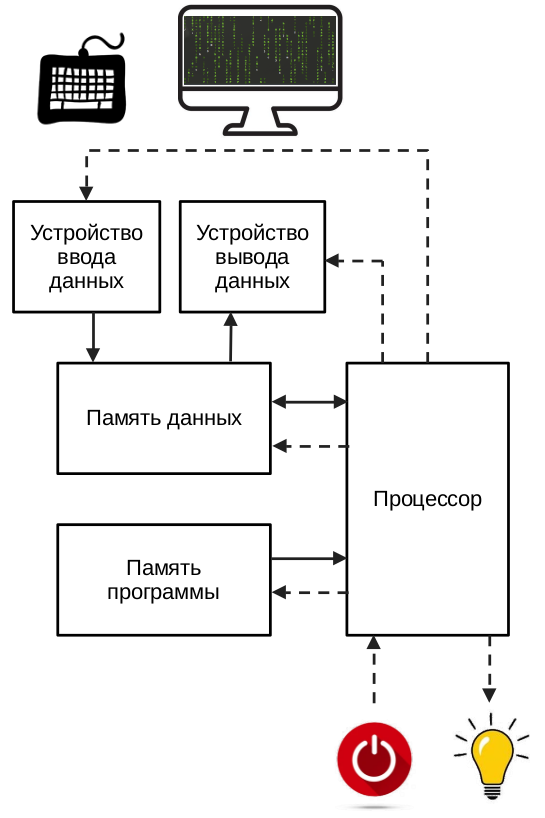 Устройство
ввода
данных
Устройство
вывода
данных
Память данных
Процессор
Память
программы